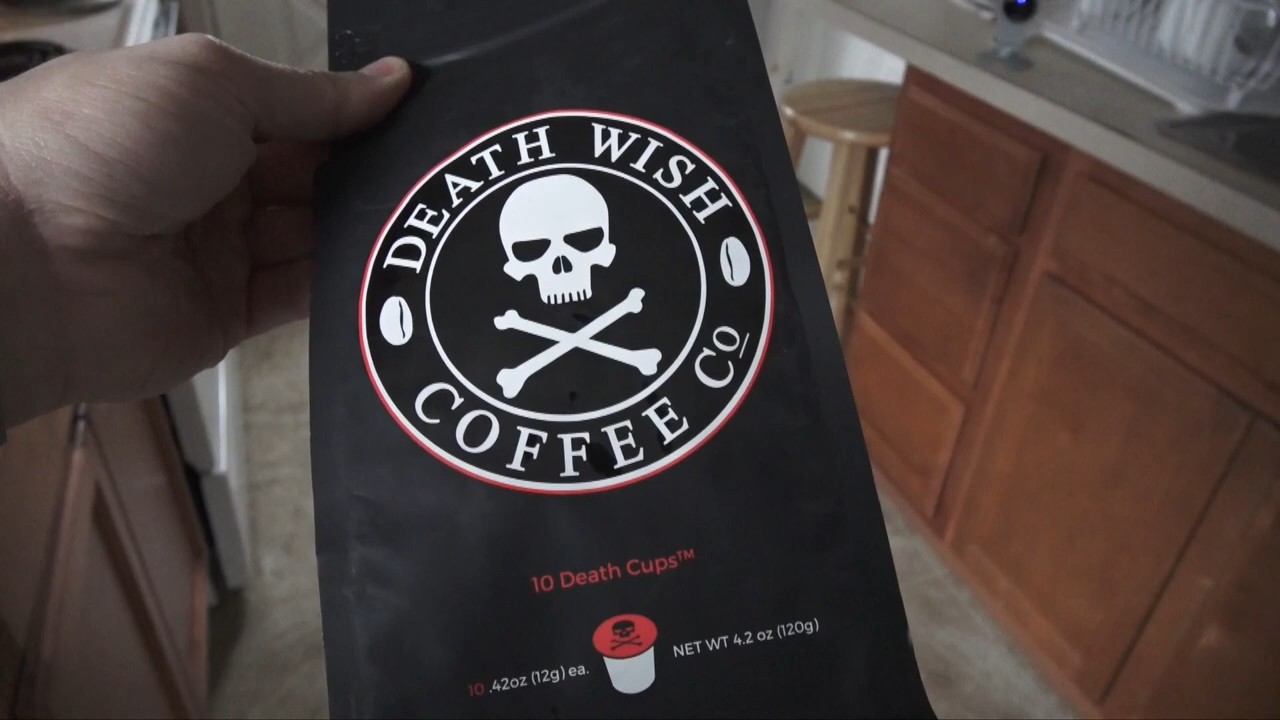 DEATH WISH
COFFEE Co
10 Death Cups™
10 .42oz (12g) ea.
NET WT 4.2 oz (120g)